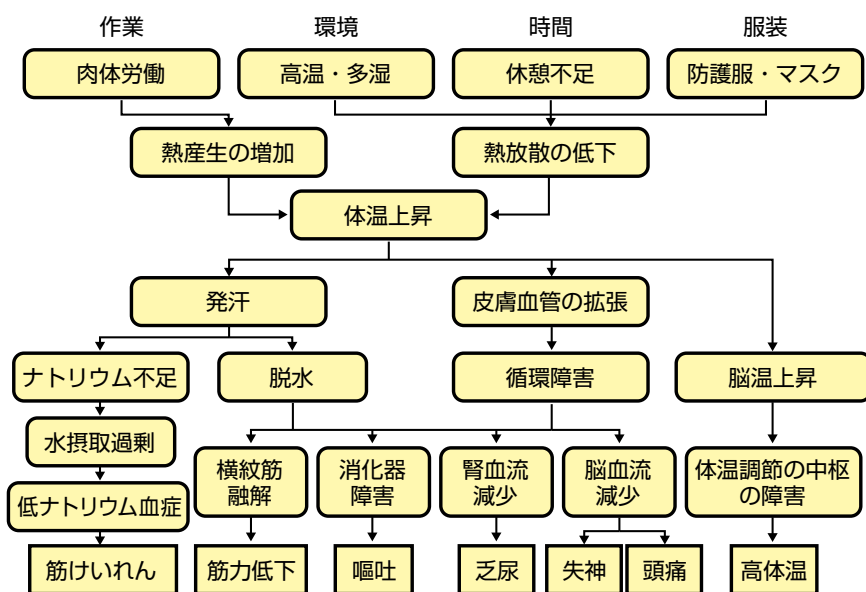 作業
環境
時間
服装
肉体労働
高温・多湿
休憩不足
防護服・マスク
熱産生の増加
熱放散の低下
体温上昇
発汗
皮膚血管の拡張
ナトリウム不足
脱水
循環障害
脳温上昇
水摂取過剰
横紋筋
融解
消化器
障害
腎血流
減少
脳血流
減少
体温調節の中枢
の障害
低ナトリウム血症
筋けいれん
筋力低下
嘔吐
乏尿
失神
頭痛
高体温